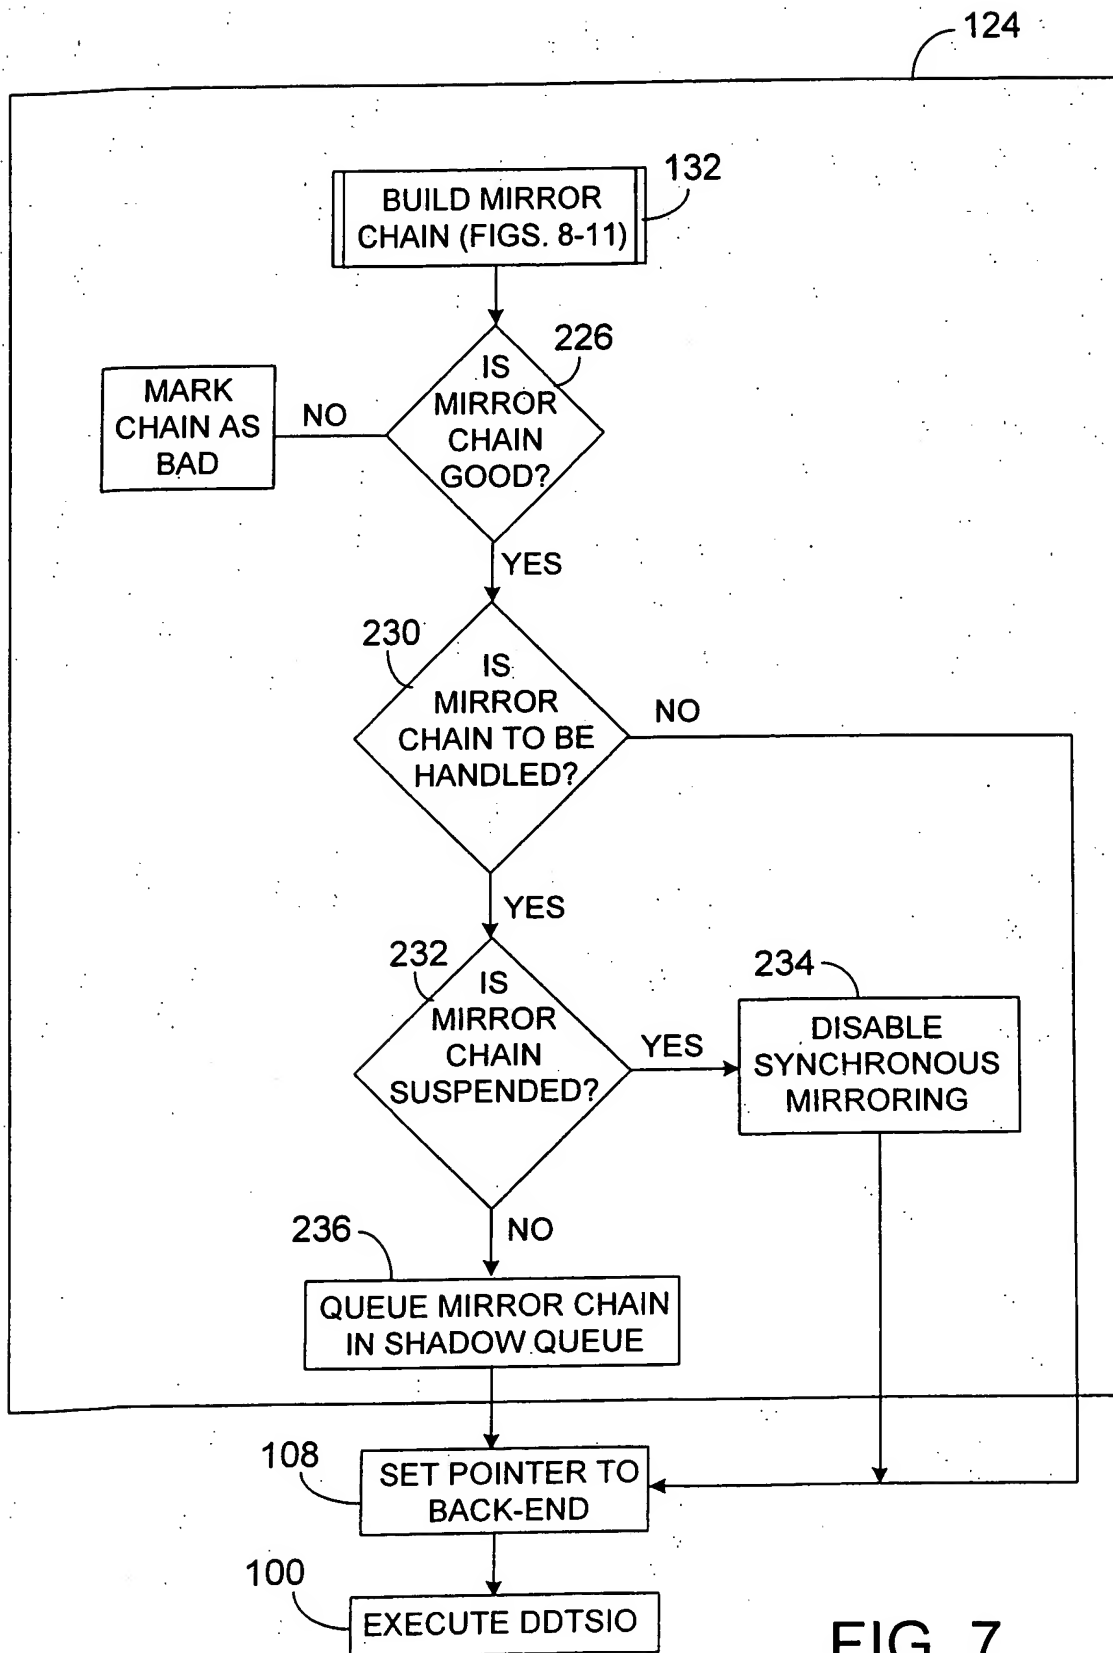 124
BUILD MIRROR
CHAIN (FIGS. 8-11)
132
226
IS
MIRROR
CHAIN
GOOD?
NO
MARK
CHAIN AS
BAD
YES
230
IS
MIRROR
CHAIN TO BE
HANDLED?
NO
YES
232
IS
MIRROR
CHAIN
SUSPENDED?
YES
234
DISABLE
SYNCHRONOUS
MIRRORING
NO
236
QUEUE MIRROR CHAIN
IN SHADOW QUEUE
108
SET POINTER TO
BACK-END
100
EXECUTE DDTSIO
FIG. 7